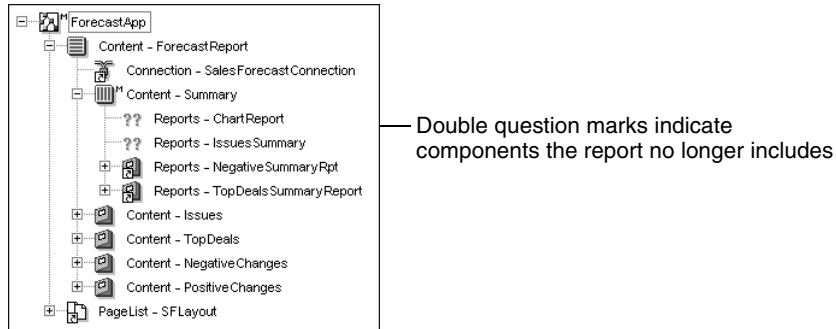 M ForecastApp
Content – ForecastReport
Connection – SalesForecastConnection
M Content – Summary
?? Reports – ChartReport
?? Reports – IssuesSummary
Reports – NegativeSummaryRpt
Reports – TopDealsSummaryReport
Content – Issues
Content – TopDeals
Content – NegativeChanges
Content – PositiveChanges
PageList – SFLayout
Double question marks indicate
components the report no longer includes